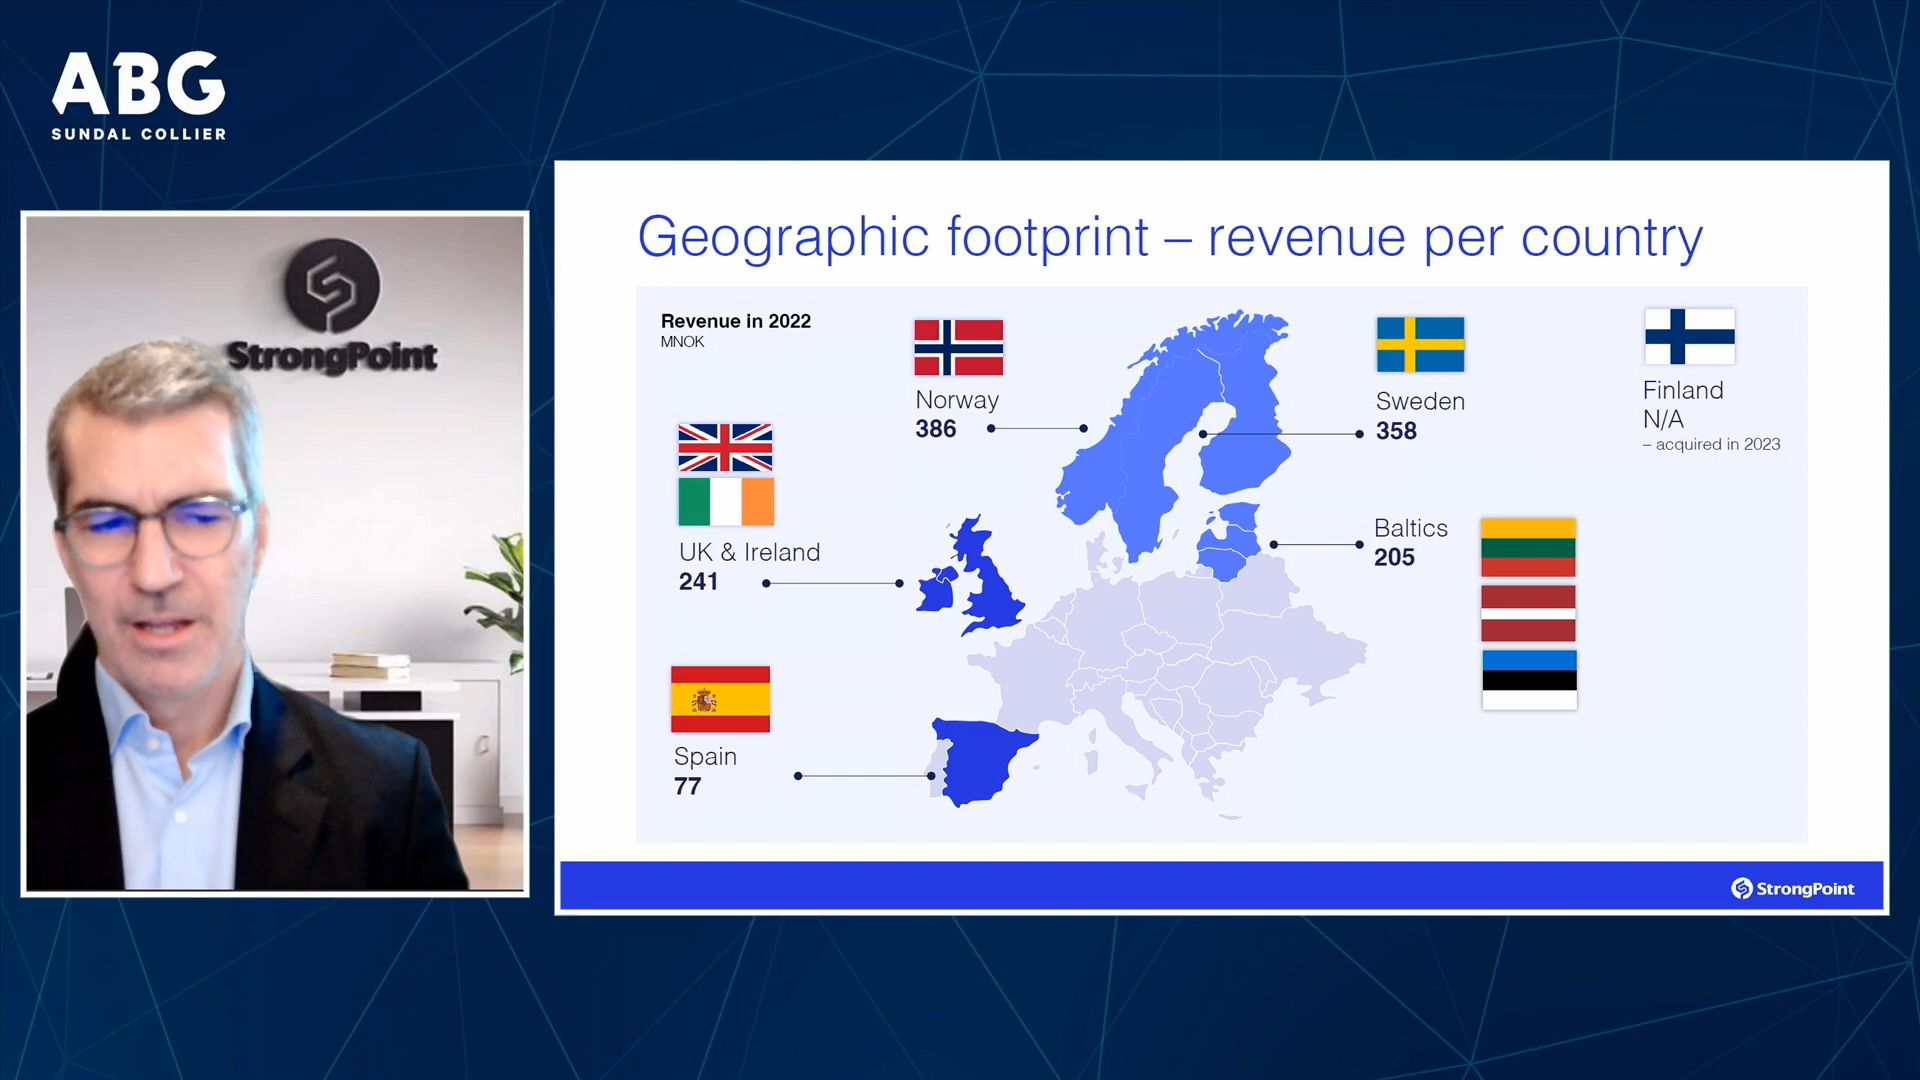 ABG
SUNDAL COLLIER
StrongPoint
Geographic footprint – revenue per country
Revenue in 2022
MNOK
Norway
386
Sweden
358
Finland
N/A
– acquired in 2023
UK & Ireland
241
Baltics
205
Spain
77
StrongPoint